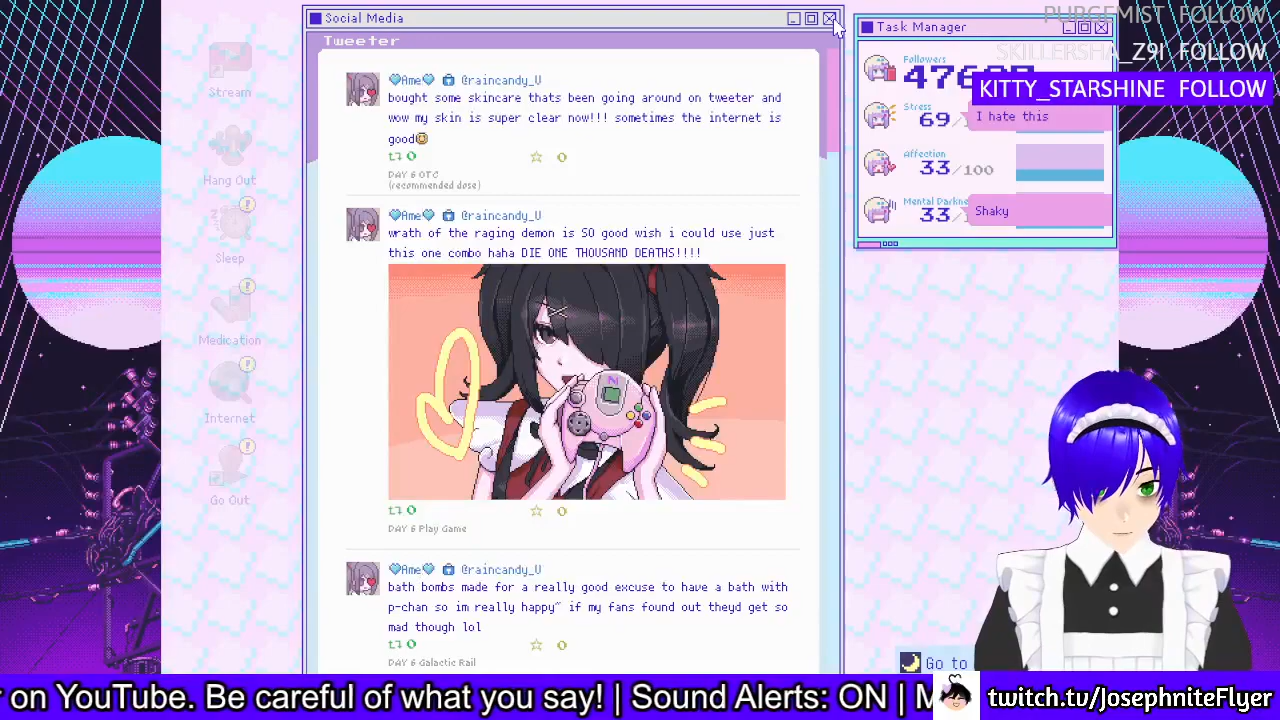 Social Media
Tweeter
Ame @raincandy_U
bought some skincare thats been going around on tweeter and
wow my skin is super clear now!!! sometimes the internet is
good
0
0
DAY 6 OTC
(recommended dose)
Ame @raincandy_U
wrath of the raging demon is SO good wish i could use just
this one combo haha DIE ONE THOUSAND DEATHS!!!!
0
0
DAY 6 Play Game
Ame @raincandy_U
bath bombs made for a really good excuse to have a bath with
p-chan so im really happy~ if my fans found out theyd get so
mad though lol
0
0
DAY 6 Galactic Rail
Stream
Hang Out
Sleep
Medication
Internet
Go Out
Task Manager
Followers
Stress
69/
I hate this
Affection
33/100
Mental Darkne
33/
Shaky
PURGEMIST FOLLOW
SKILLERSHA_Z9I FOLLOW
KITTY_STARSHINE FOLLOW
Go to
on YouTube. Be careful of what you say! | Sound Alerts: ON |
twitch.tv/JosephniteFlyer